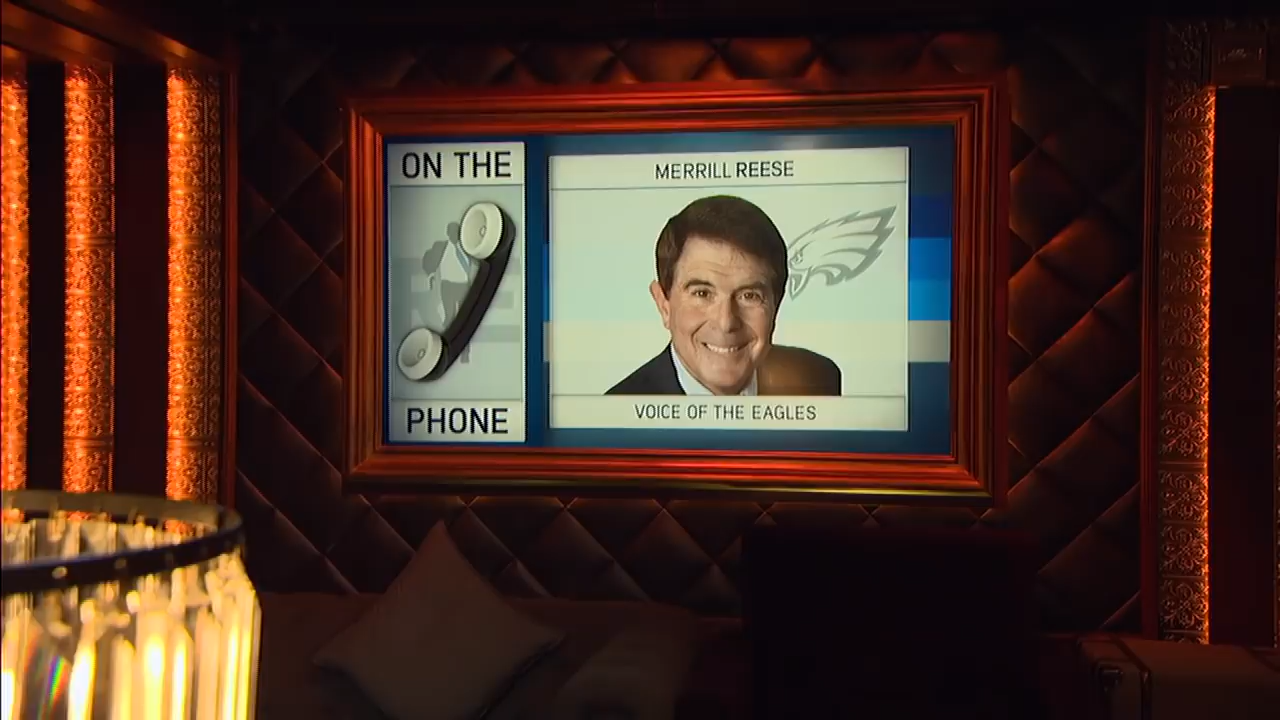 ON THE
PHONE
MERRILL REESE
VOICE OF THE EAGLES